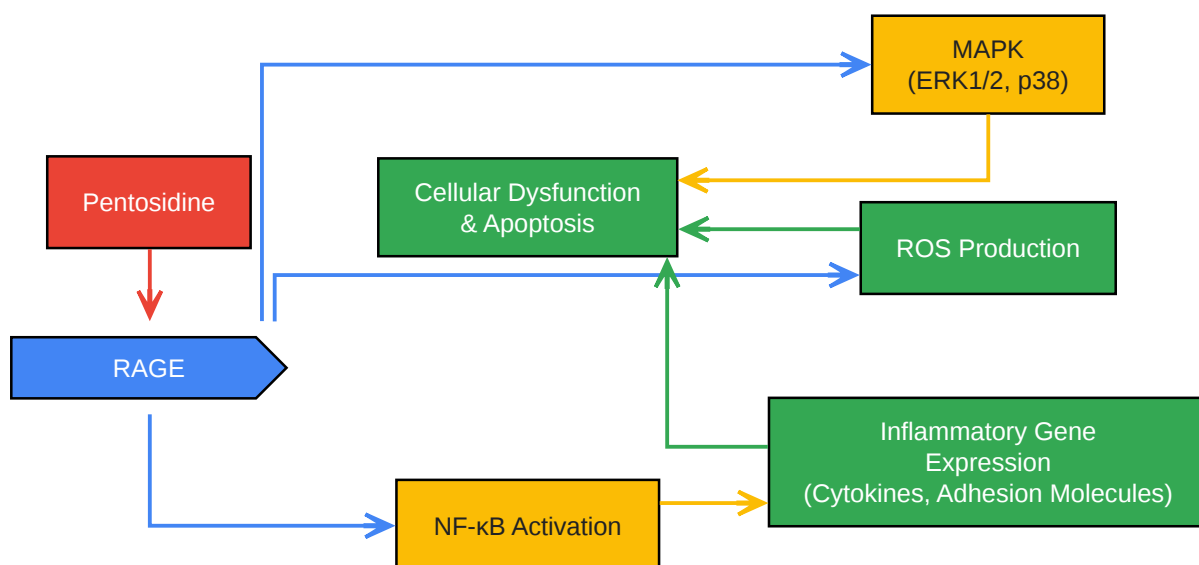 MAPK
(ERK1/2, p38)
Pentosidine
Cellular Dysfunction
& Apoptosis
ROS Production
RAGE
Inflammatory Gene
Expression
(Cytokines, Adhesion Molecules)
NF-κB Activation